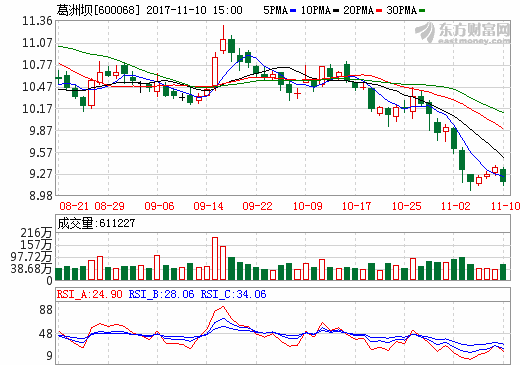 葛洲坝[600068] 2017-11-10 15:00 5PMA 10PMA 20PMA 30PMA
东方财富网
eastmoney.com
11.36
11.07
10.77
10.47
10.17
9.87
9.57
9.27
8.98
08-21 08-29 09-06 09-14 09-22 10-09 10-17 10-25 11-02 11-10
成交量:611227
216万
157万
97.72万
38.68万
0
RSI_A:24.90 RSI_B:28.06 RSI_C:34.06
88
48
9